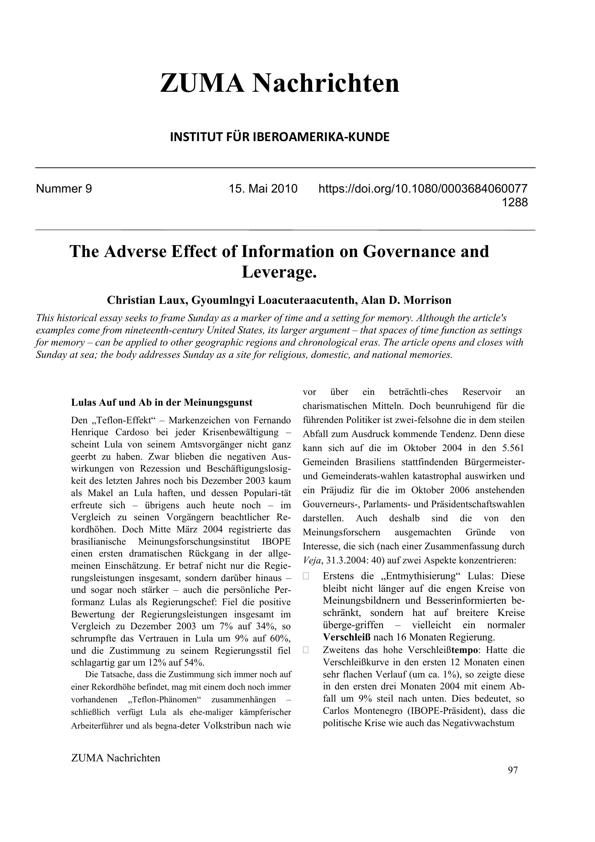 ZUMA Nachrichten
INSTITUT FÜR IBEROAMERIKA-KUNDE
Nummer 9 15. Mai 2010 https://doi.org/10.1080/0003684060077
1288
The Adverse Effect of Information on Governance and
Leverage.
Christian Laux, Gyoumlngyi Loacuteraacutenth, Alan D. Morrison
This historical essay seeks to frame Sunday as a marker of time and a setting for memory. Although the article's
examples come from nineteenth-century United States, its larger argument – that spaces of time function as settings
for memory – can be applied to other geographic regions and chronological eras. The article opens and closes with
Sunday at sea; the body addresses Sunday as a site for religious, domestic, and national memories.
Lulas Auf und Ab in der Meinungsgunst
Den „Teflon-Effekt“ – Markenzeichen von Fernando
Henrique Cardoso bei jeder Krisenbewältigung –
scheint Lula von seinem Amtsvorgänger nicht ganz
geerbt zu haben. Zwar blieben die negativen Aus-
wirkungen von Rezession und Beschäftigungslosig-
keit des letzten Jahres noch bis Dezember 2003 kaum
als Makel an Lula haften, und dessen Populari-tät
erfreute sich – übrigens auch heute noch – im
Vergleich zu seinen Vorgängern beachtlicher Re-
kordhöhen. Doch Mitte März 2004 registrierte das
brasilianische Meinungsforschungsinstitut IBOPE
einen ersten dramatischen Rückgang in der allge-
meinen Einschätzung. Er betraf nicht nur die Regie-
rungsleistungen insgesamt, sondern darüber hinaus –
und sogar noch stärker – auch die persönliche Per-
formanz Lulas als Regierungschef: Fiel die positive
Bewertung der Regierungsleistungen insgesamt im
Vergleich zu Dezember 2003 um 7% auf 34%, so
schrumpfte das Vertrauen in Lula um 9% auf 60%,
und die Zustimmung zu seinem Regierungsstil fiel
schlagartig gar um 12% auf 54%.
Die Tatsache, dass die Zustimmung sich immer noch auf
einer Rekordhöhe befindet, mag mit einem doch noch immer
vorhandenen „Teflon-Phänomen“ zusammenhängen –
schließlich verfügt Lula als ehe-maliger kämpferischer
Arbeiterführer und als begna-deter Volkstribun nach wie
vor über ein beträchtli-ches Reservoir an
charismatischen Mitteln. Doch beunruhigend für die
führenden Politiker ist zwei-felsohne die in dem steilen
Abfall zum Ausdruck kommende Tendenz. Denn diese
kann sich auf die im Oktober 2004 in den 5.561
Gemeinden Brasiliens stattfindenden Bürgermeister-
und Gemeinderats-wahlen katastrophal auswirken und
ein Präjudiz für die im Oktober 2006 anstehenden
Gouverneurs-, Parlaments- und Präsidentschaftswahlen
darstellen. Auch deshalb sind die von den
Meinungsforschern ausgemachten Gründe von
Interesse, die sich (nach einer Zusammenfassung durch
Veja, 31.3.2004: 40) auf zwei Aspekte konzentrieren:
Erstens die „Entmythisierung“ Lulas: Diese
bleibt nicht länger auf die engen Kreise von
Meinungsbildnern und Besserinformierten be-
schränkt, sondern hat auf breitere Kreise
überge-griffen – vielleicht ein normaler
Verschleiß nach 16 Monaten Regierung.
Zweitens das hohe Verschleißtempo: Hatte die
Verschleißkurve in den ersten 12 Monaten einen
sehr flachen Verlauf (um ca. 1%), so zeigte diese
in den ersten drei Monaten 2004 mit einem Ab-
fall um 9% steil nach unten. Dies bedeutet, so
Carlos Montenegro (IBOPE-Präsident), dass die
politische Krise wie auch das Negativwachstum
ZUMA Nachrichten
97